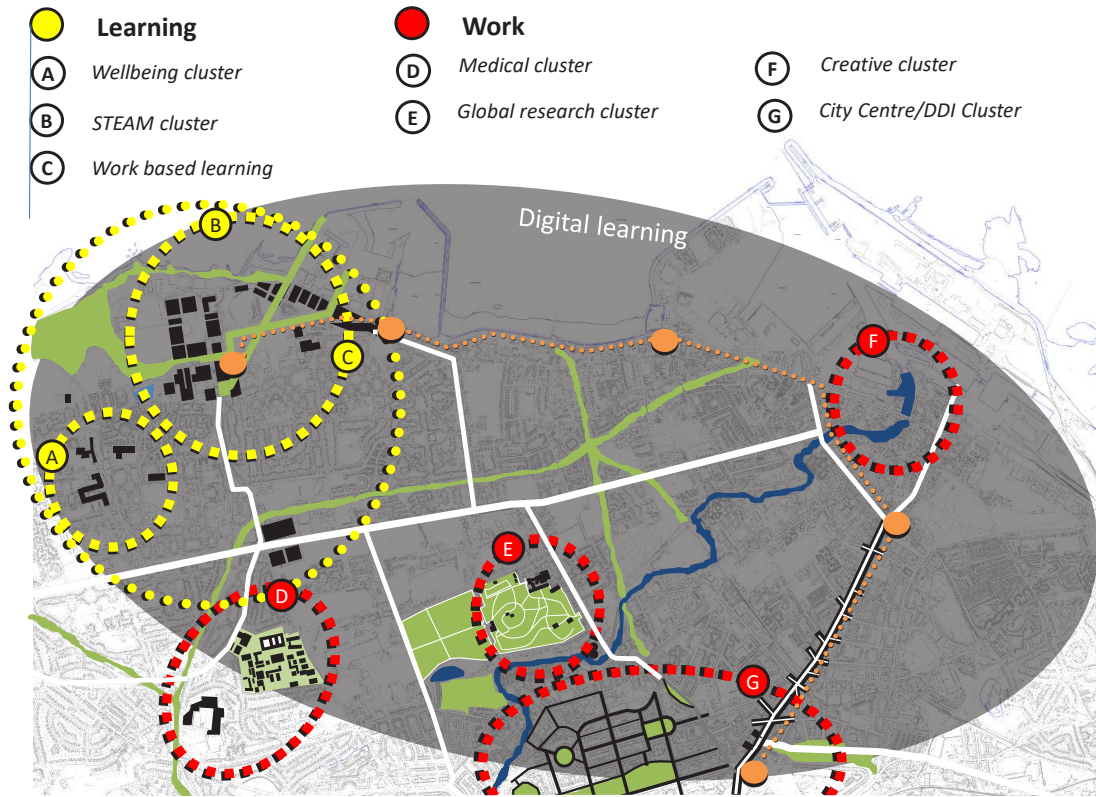 Learning
Work
A Wellbeing cluster
D Medical cluster
F Creative cluster
B STEAM cluster
E Global research cluster
G City Centre/DDI Cluster
C Work based learning
Digital learning
B
F
C
A
E
D
G